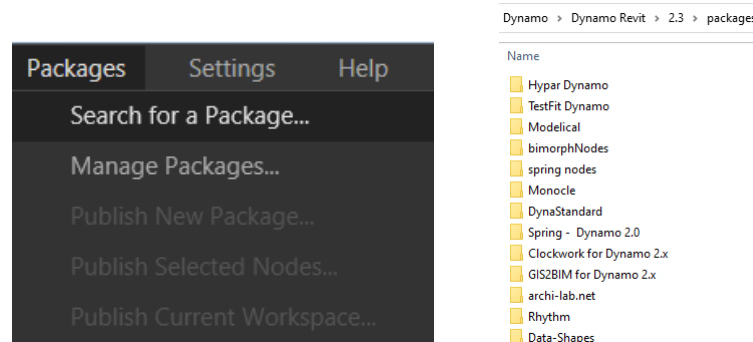 Packages Settings Help
Search for a Package...
Manage Packages...
Publish New Package...
Publish Selected Nodes...
Publish Current Workspace...
Dynamo > Dynamo Revit > 2.3 > packages
Name
Hypar Dynamo
TestFit Dynamo
Modelical
bimorphNodes
spring nodes
Monocle
DynaStandard
Spring - Dynamo 2.0
Clockwork for Dynamo 2.x
GIS2BIM for Dynamo 2.x
archi-lab.net
Rhythm
Data-Shapes